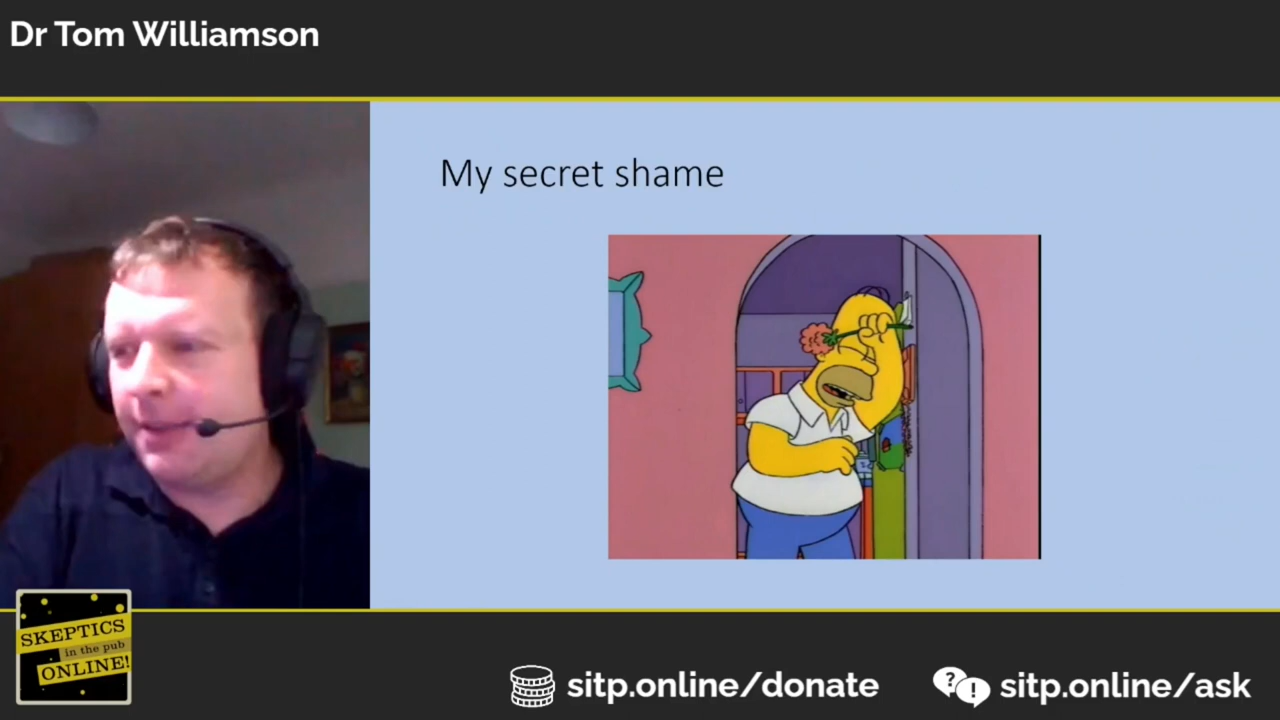 Dr Tom Williamson
My secret shame
SKEPTICS
in the pub
ONLINE!
sitp.online/donate
? !
sitp.online/ask